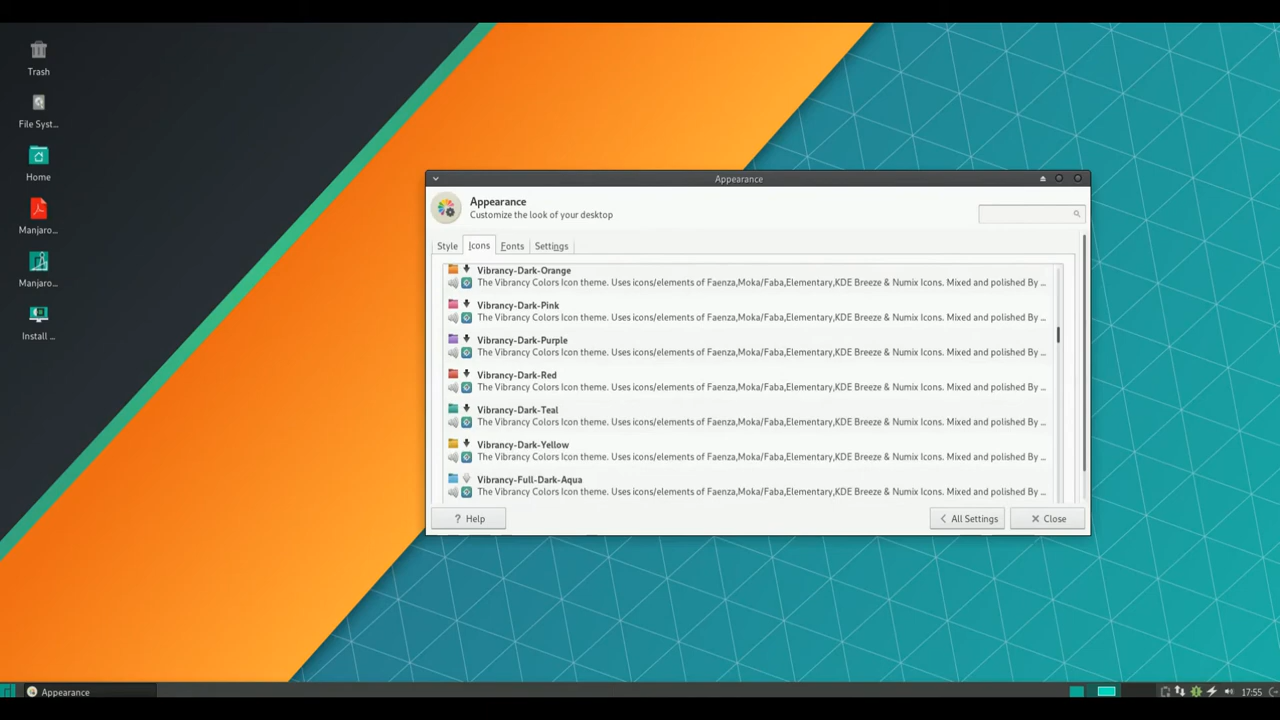 Trash
File Syst...
Home
Manjaro...
Manjaro...
Install ...
Appearance
Appearance
Customize the look of your desktop
Style Icons Fonts Settings
Vibrancy-Dark-Orange
The Vibrancy Colors Icon theme. Uses icons/elements of Faenza,Moka/Faba,Elementary,KDE Breeze & Numix Icons. Mixed and polished By ...
Vibrancy-Dark-Pink
The Vibrancy Colors Icon theme. Uses icons/elements of Faenza,Moka/Faba,Elementary,KDE Breeze & Numix Icons. Mixed and polished By ...
Vibrancy-Dark-Purple
The Vibrancy Colors Icon theme. Uses icons/elements of Faenza,Moka/Faba,Elementary,KDE Breeze & Numix Icons. Mixed and polished By ...
Vibrancy-Dark-Red
The Vibrancy Colors Icon theme. Uses icons/elements of Faenza,Moka/Faba,Elementary,KDE Breeze & Numix Icons. Mixed and polished By ...
Vibrancy-Dark-Teal
The Vibrancy Colors Icon theme. Uses icons/elements of Faenza,Moka/Faba,Elementary,KDE Breeze & Numix Icons. Mixed and polished By ...
Vibrancy-Dark-Yellow
The Vibrancy Colors Icon theme. Uses icons/elements of Faenza,Moka/Faba,Elementary,KDE Breeze & Numix Icons. Mixed and polished By ...
Vibrancy-Full-Dark-Aqua
The Vibrancy Colors Icon theme. Uses icons/elements of Faenza,Moka/Faba,Elementary,KDE Breeze & Numix Icons. Mixed and polished By ...
? Help
All Settings
Close
Appearance
17:55